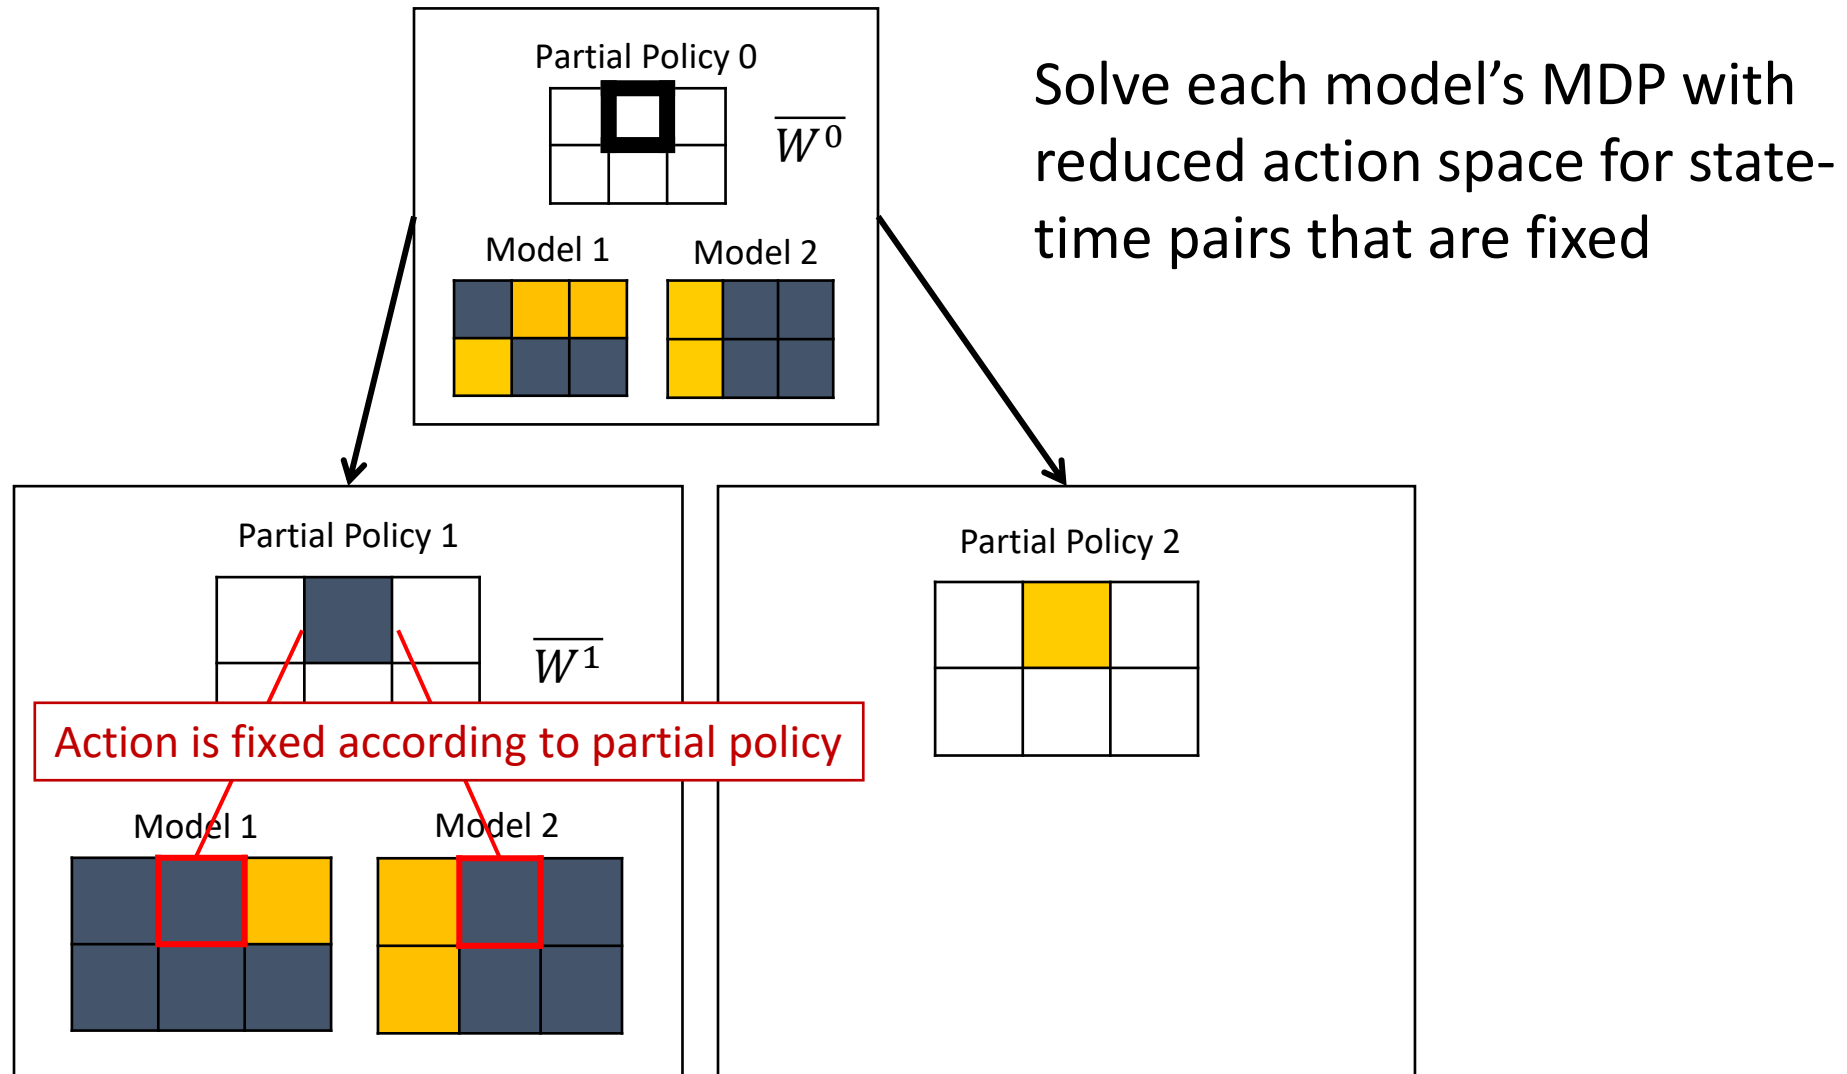 Partial Policy 0
$\overline{W^0}$
Model 1
Model 2
Solve each model’s MDP with
reduced action space for state-
time pairs that are fixed
Partial Policy 1
$\overline{W^1}$
Action is fixed according to partial policy
Model 1
Model 2
Partial Policy 2